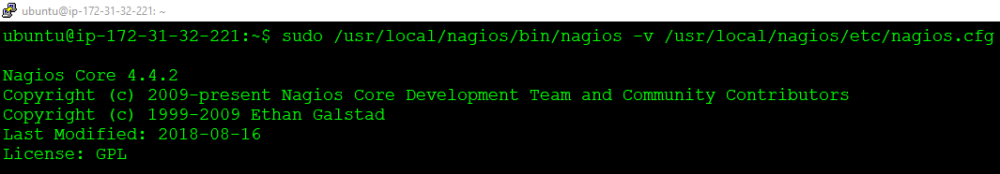 ubuntu@ip-172-31-32-221: ~
ubuntu@ip-172-31-32-221:~$ sudo /usr/local/nagios/bin/nagios -v /usr/local/nagios/etc/nagios.cfg
Nagios Core 4.4.2
Copyright (c) 2009-present Nagios Core Development Team and Community Contributors
Copyright (c) 1999-2009 Ethan Galstad
Last Modified: 2018-08-16
License: GPL